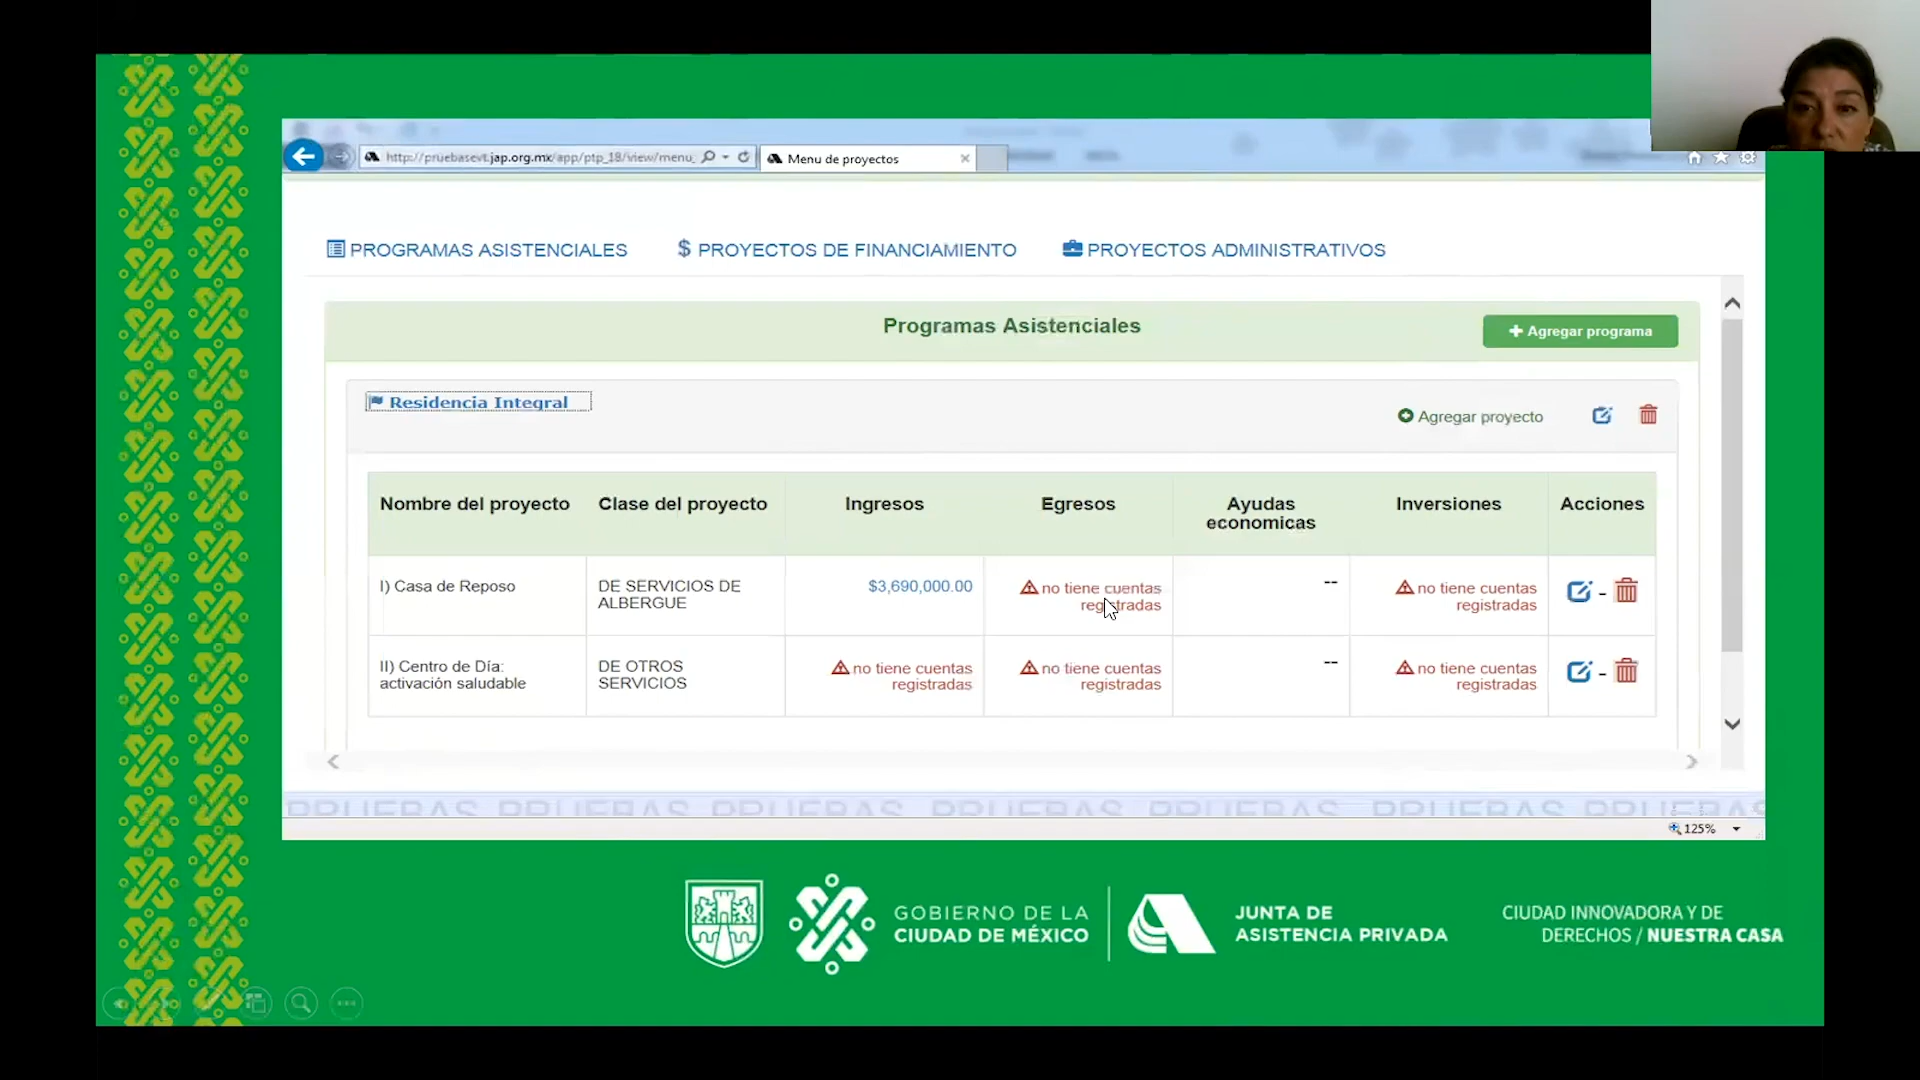 http://pruebasevt.jap.org.mx/app/ptp_18/view/menu_
Menu de proyectos
PROGRAMAS ASISTENCIALES
$ PROYECTOS DE FINANCIAMIENTO
PROYECTOS ADMINISTRATIVOS
Programas Asistenciales
Agregar programa
Residencia Integral
Agregar proyecto
Nombre del proyecto
Clase del proyecto
Ingresos
Egresos
Ayudas
economicas
Inversiones
Acciones
I) Casa de Reposo
DE SERVICIOS DE
ALBERGUE
$3,690,000.00
no tiene cuentas
registradas
--
no tiene cuentas
registradas
-
II) Centro de Día:
activación saludable
DE OTROS
SERVICIOS
no tiene cuentas
registradas
no tiene cuentas
registradas
--
no tiene cuentas
registradas
-
PRUEBAS PRUEBAS PRUEBAS PRUEBAS PRUEBAS PRUEBAS PRUEBAS
125%
GOBIERNO DE LA
CIUDAD DE MÉXICO
JUNTA DE
ASISTENCIA PRIVADA
CIUDAD INNOVADORA Y DE
DERECHOS / NUESTRA CASA